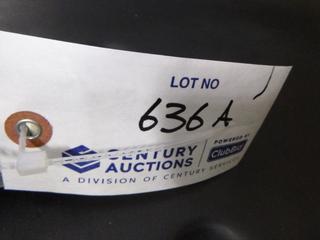 LOT NO
636 A
CENTURY
AUCTIONS
A DIVISION OF CENTURY SERVICES
POWERED BY
ClubBid